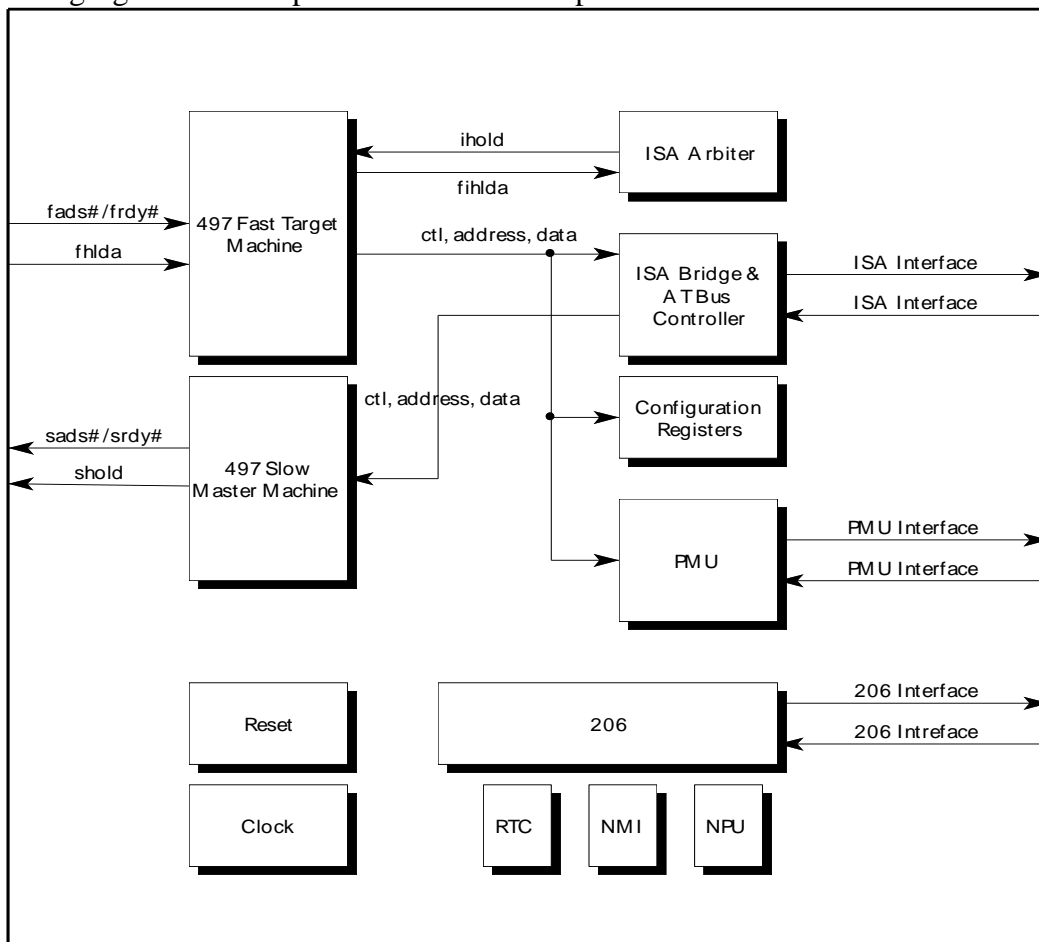 ihold
ISA Arbiter
fihlda
fads#/frdy#
497 Fast Target
Machine
fhlda
ctl, address, data
ISA Bridge &
AT Bus
Controller
ISA Interface
ISA Interface
ctl, address, data
Configuration
Registers
sads#/srdy#
shold
497 Slow
Master Machine
PMU
PMU Interface
PMU Interface
Reset
206
206 Interface
206 Intreface
Clock
RTC
NMI
NPU